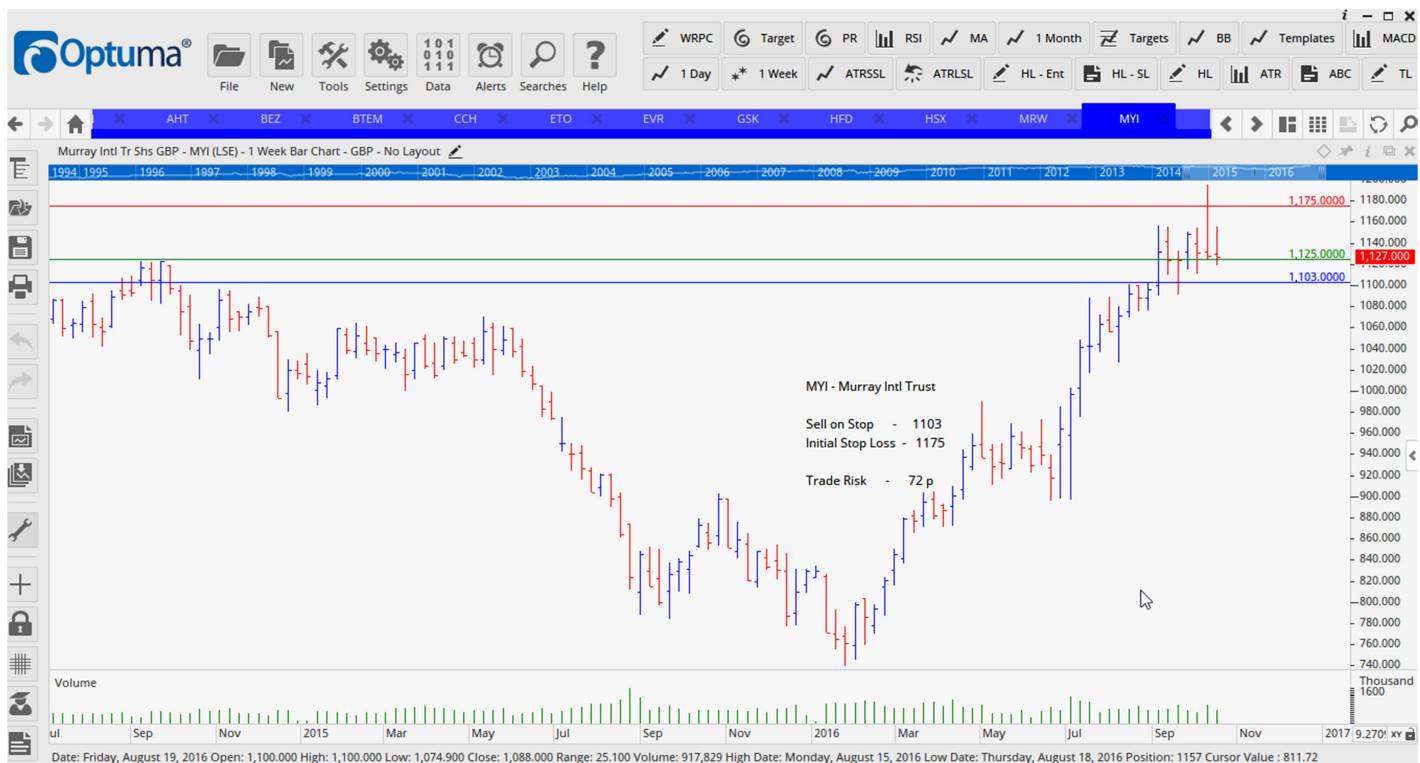 Optuma®
File
New
Tools
Settings
Data
Alerts
Searches
Help
101
010
111
WRPC
Target
PR
RSI
MA
1 Month
Targets
BB
Templates
MACD
1 Day
1 Week
ATRSSL
ATRLSL
HL - Ent
HL - SL
HL
ATR
ABC
TL
AHT
BEZ
BTEM
CCH
ETO
EVR
GSK
HFD
HSX
MRW
MYI
Murray Intl Tr Shs GBP - MYI (LSE) - 1 Week Bar Chart - GBP - No Layout
1994 1995 1996 1997 1998 1999 2000 2001 2002 2003 2004 2005 2006 2007 2008 2009 2010 2011 2012 2013 2014 2015 2016
1,175.0000
1180.000
1160.000
1140.000
1,125.0000
1,127.000
1,103.0000
1100.000
1080.000
1060.000
1040.000
1020.000
1000.000
980.000
960.000
940.000
920.000
900.000
880.000
860.000
840.000
820.000
800.000
780.000
760.000
740.000
MYI - Murray Intl Trust
Sell on Stop - 1103
Initial Stop Loss - 1175
Trade Risk - 72 p
Volume
Thousand
1600
ul Sep Nov 2015 Mar May Jul Sep Nov 2016 Mar May Jul Sep Nov 2017
XY
Date: Friday, August 19, 2016 Open: 1,100.000 High: 1,100.000 Low: 1,074.900 Close: 1,088.000 Range: 25.100 Volume: 917,829 High Date: Monday, August 15, 2016 Low Date: Thursday, August 18, 2016 Position: 1157 Cursor Value : 811.72